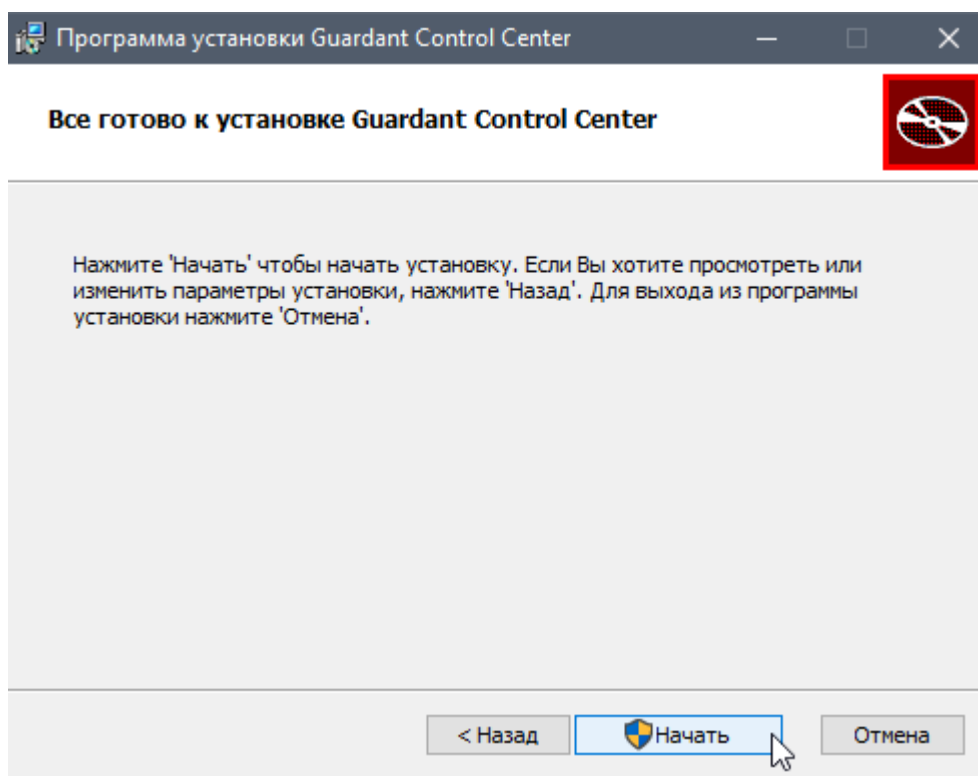 Программа установки Guardant Control Center
Все готово к установке Guardant Control Center
Нажмите 'Начать' чтобы начать установку. Если Вы хотите просмотреть или
изменить параметры установки, нажмите 'Назад'. Для выхода из программы
установки нажмите 'Отмена'.
< Назад
Начать
Отмена